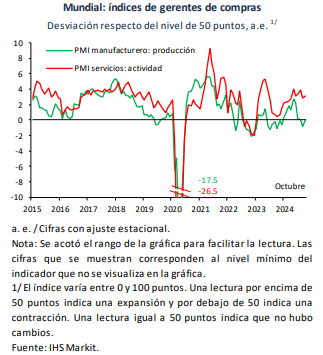 Mundial: índices de gerentes de compras
Desviación respecto del nivel de 50 puntos, a.e. 1/
10
8
6
4
2
0
-2
-4
-6
-8
-10
PMI manufacturero: producción
PMI servicios: actividad
-17.5
-26.5
Octubre
2015 2016 2017 2018 2019 2020 2021 2022 2023 2024
a. e. / Cifras con ajuste estacional.
Nota: Se acotó el rango de la gráfica para facilitar la lectura. Las
cifras que se muestran corresponden al nivel mínimo del
indicador que no se visualiza en la gráfica.
1/ El índice varía entre 0 y 100 puntos. Una lectura por encima de
50 puntos indica una expansión y por debajo de 50 indica una
contracción. Una lectura igual a 50 puntos indica que no hubo
cambios.
Fuente: IHS Markit.